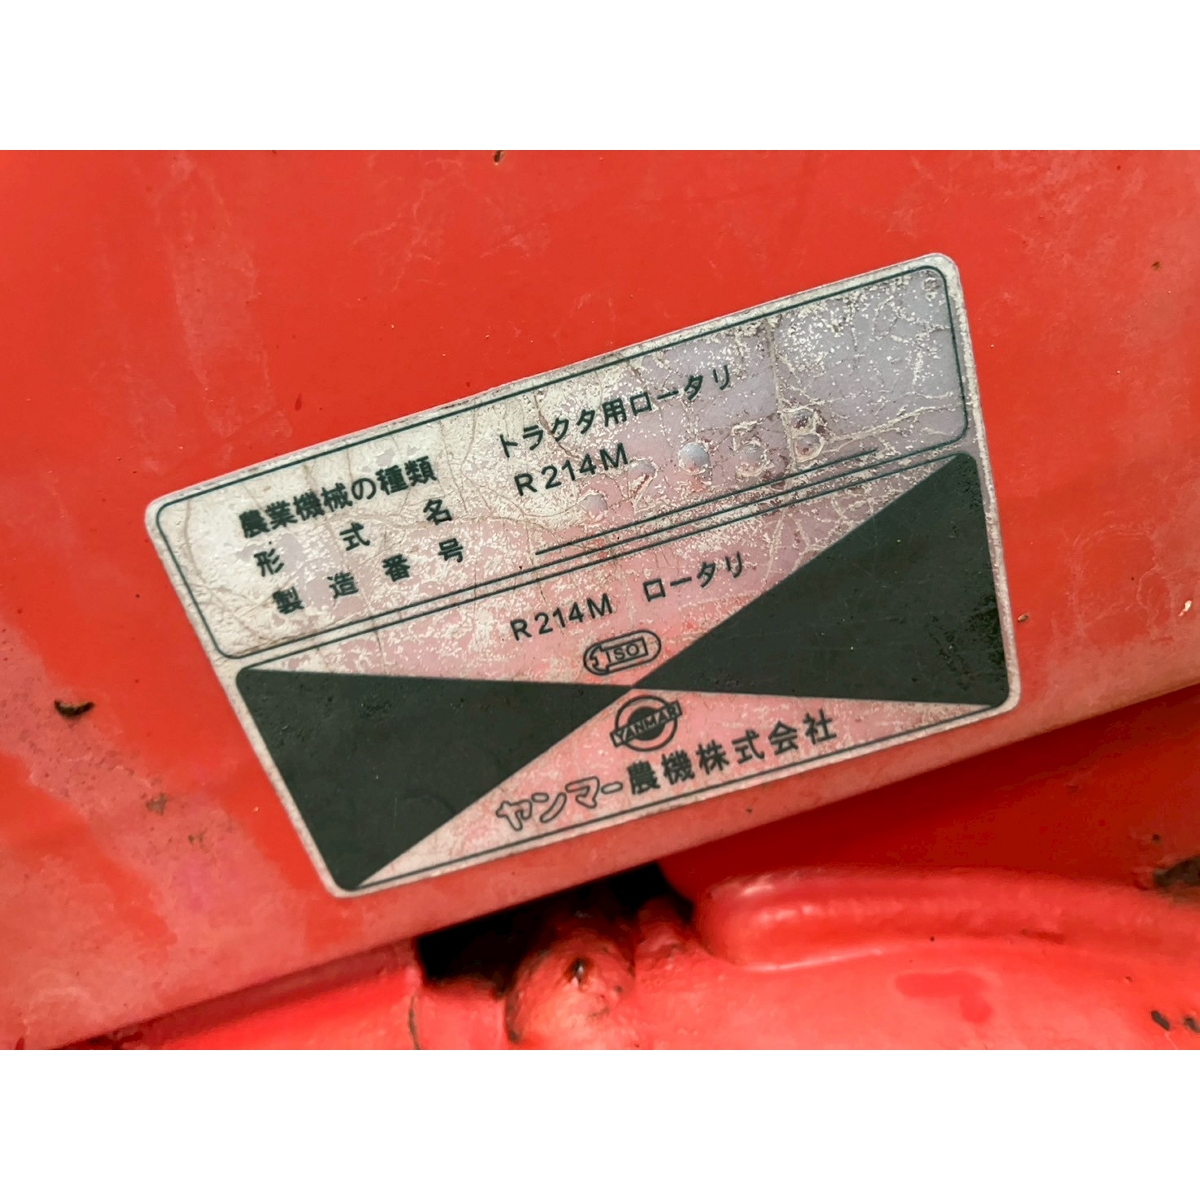 農業機械の種類 トラクタ用ロータリ
形式名 R214M
製造番号
R214M ロータリ
ISO
YANMAR
ヤンマー農機株式会社